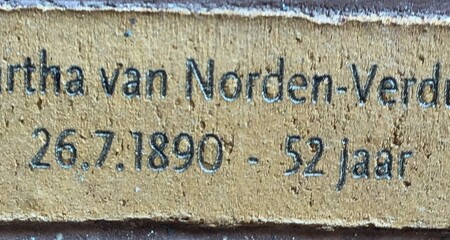 rtha van Norden-Verd
26.7.1890 - 52 jaar